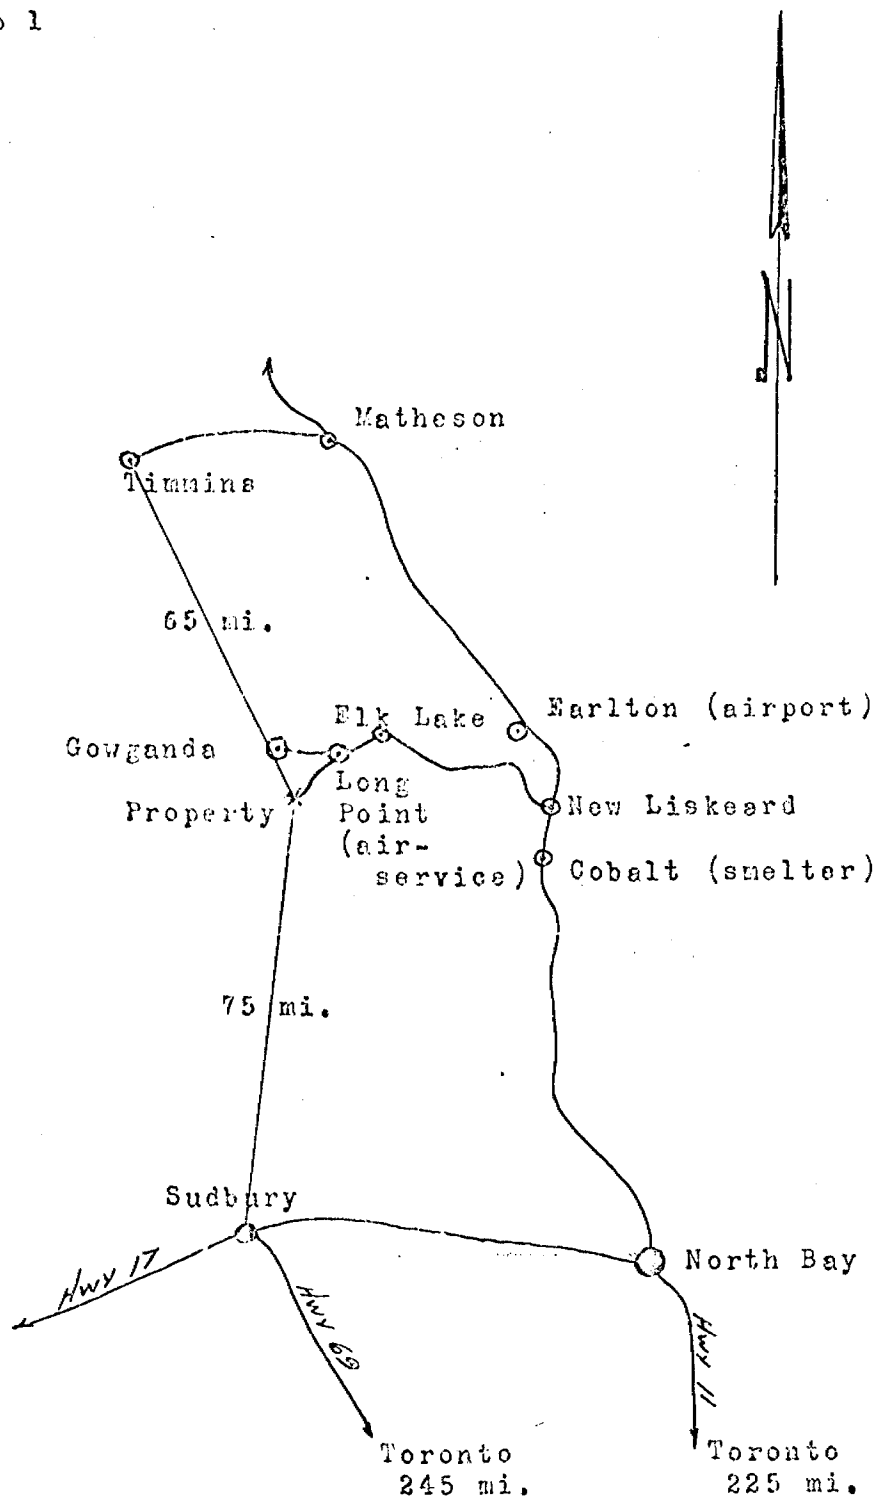 1
N
Matheson
Timmins
65 mi.
Elk Lake
Earlton (airport)
Gowganda
Long
Point
(air-
service)
Property
New Liskeard
Cobalt (smelter)
75 mi.
Sudbury
North Bay
Hwy 17
Hwy 69
Hwy 11
Toronto
245 mi.
Toronto
225 mi.